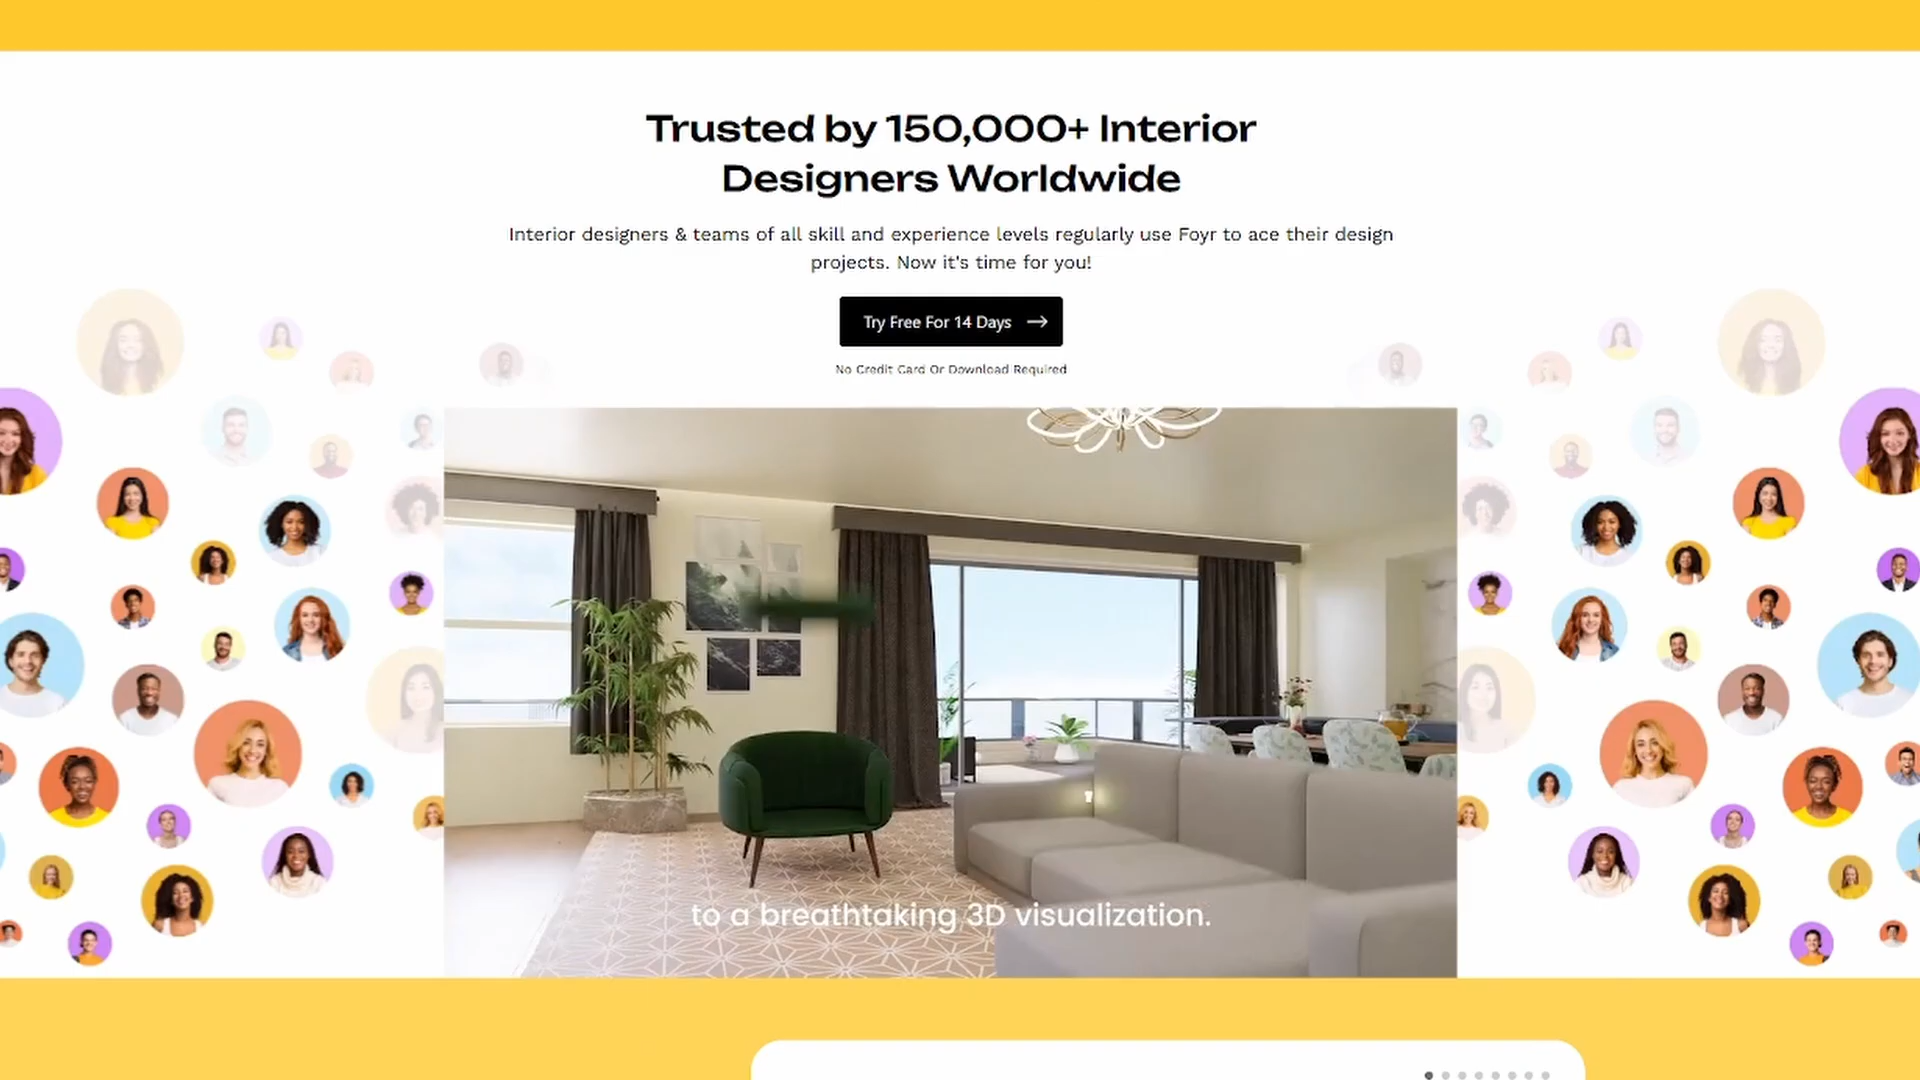 Trusted by 150,000+ Interior
Designers Worldwide
Interior designers & teams of all skill and experience levels regularly use Foyr to ace their design
projects. Now it's time for you!
Try Free For 14 Days
No Credit Card Or Download Required
to a breathtaking 3D visualization.